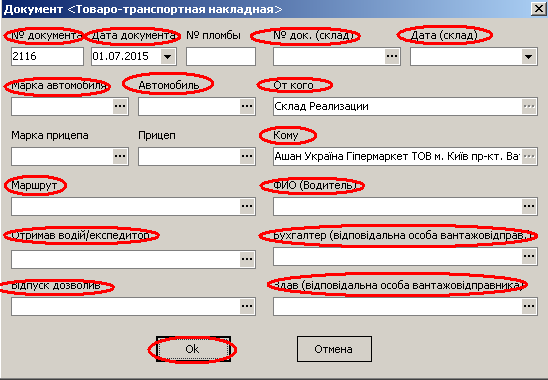 Документ <Товаро-транспортная накладная>
№ документа Дата документа № пломбы № док. (склад) Дата (склад)
2116 01.07.2015
Марка автомобиля Автомобиль От кого
Склад Реализации
Марка прицепа Прицеп Кому
Ашан Україна Гіпермаркет ТОВ м. Київ пр-кт. Ват
Маршрут ФИО (Водитель)
Отримав водій/експедитор Бухгалтер (відповідальна особа вантажовідправ.)
Відпуск дозволив Здав (відповідальна особа вантажовідправника)
Ok Отмена